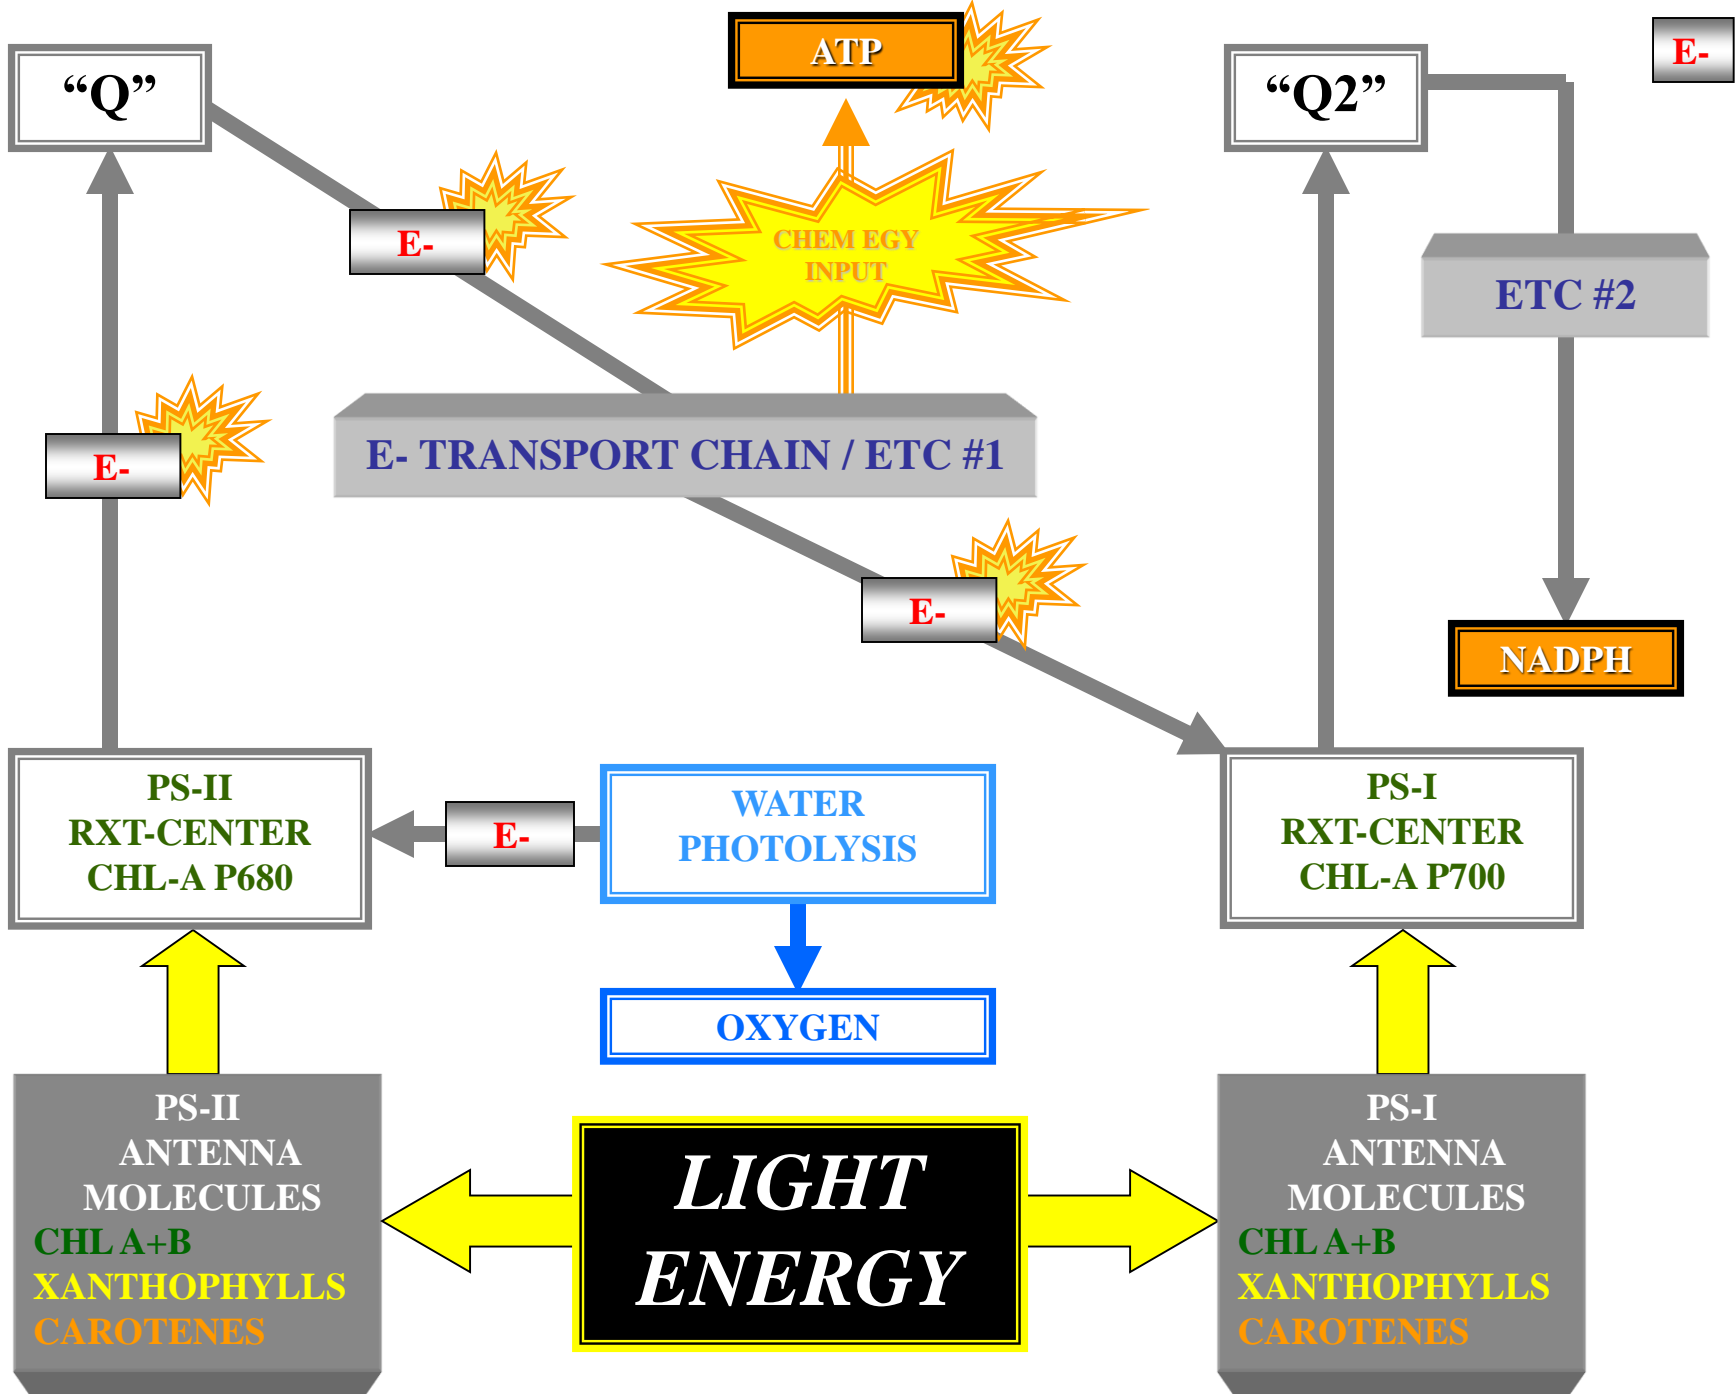 “Q”
ATP
“Q2”
E-
E-
CHEM EGY
INPUT
ETC #2
E- TRANSPORT CHAIN / ETC #1
E-
E-
NADPH
PS-II
RXT-CENTER
CHL-A P680
E-
WATER
PHOTOLYSIS
PS-I
RXT-CENTER
CHL-A P700
OXYGEN
PS-II
ANTENNA
MOLECULES
CHL A+B
XANTHOPHYLLS
CAROTENES
LIGHT
ENERGY
PS-I
ANTENNA
MOLECULES
CHL A+B
XANTHOPHYLLS
CAROTENES